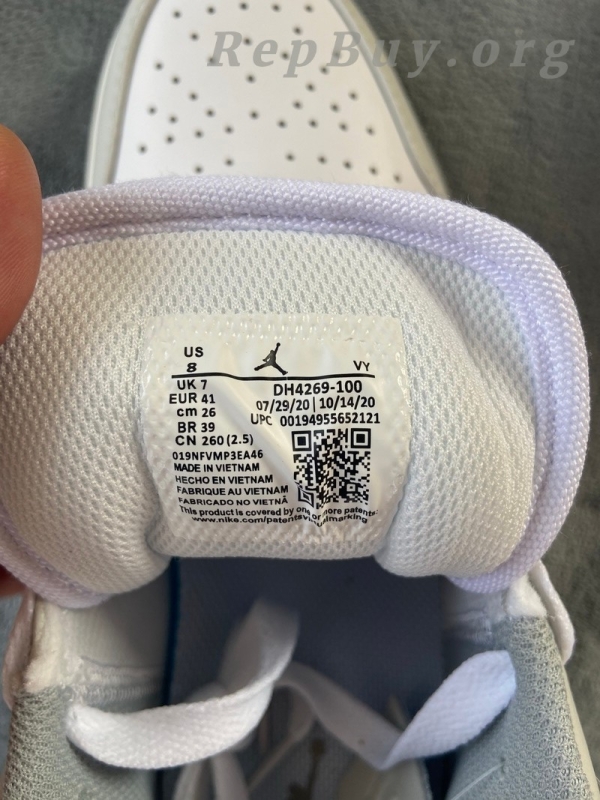 RepBuy.org
US
8
VY
UK 7
EUR 41
cm 26
BR 39
CN 260 (2.5)
DH4269-100
07/29/20 | 10/14/20
UPC 00194955652121
019NFVMP3EA46
MADE IN VIETNAM
HECHO EN VIETNAM
FABRIQUE AU VIETNAM
FABRICADO NO VIETNÃ
This product is covered by one or more patents
www.nike.com/patentsvirtualmarking